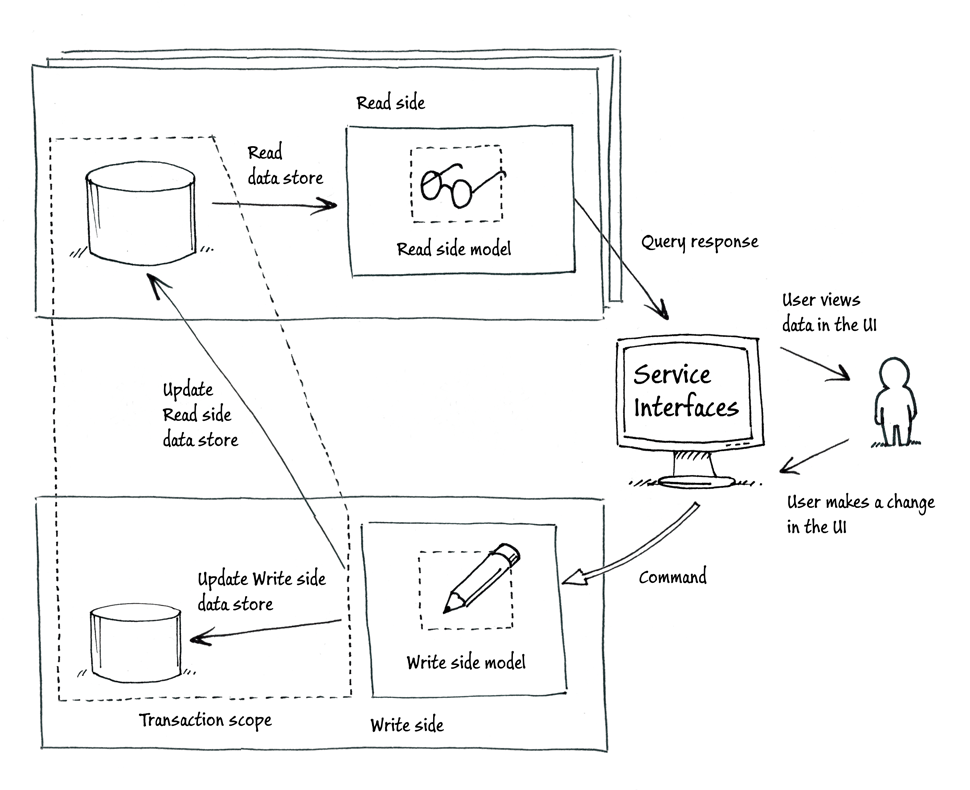 Read side
Read
data store
Read side model
Query response
User views
data in the UI
Service
Interfaces
Update
Read side
data store
User makes a change
in the UI
Update Write side
data store
Command
Write side model
Transaction scope
Write side